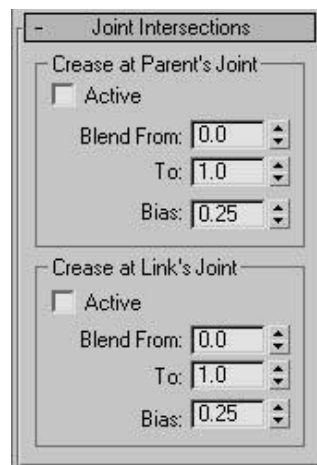 - Joint Intersections
Crease at Parent's Joint
Active
Blend From: 0.0
To: 1.0
Bias: 0.25
Crease at Link's Joint
Active
Blend From: 0.0
To: 1.0
Bias: 0.25